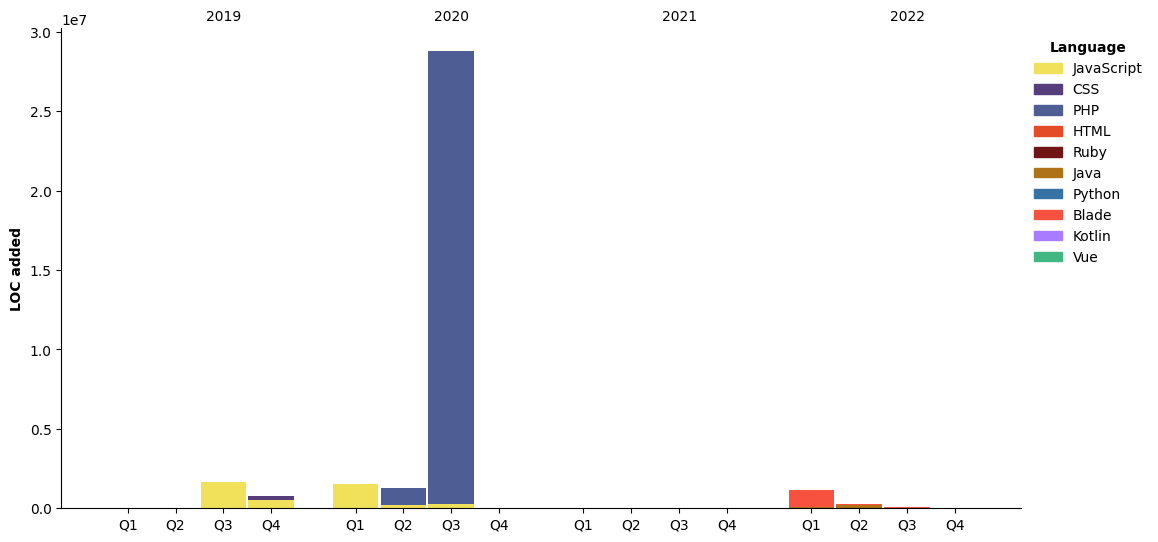 2019 2020 2021 2022
1e7
3.0
2.5
2.0
1.5
1.0
0.5
0.0
LOC added
Q1 Q2 Q3 Q4 Q1 Q2 Q3 Q4 Q1 Q2 Q3 Q4 Q1 Q2 Q3 Q4
Language
JavaScript
CSS
PHP
HTML
Ruby
Java
Python
Blade
Kotlin
Vue